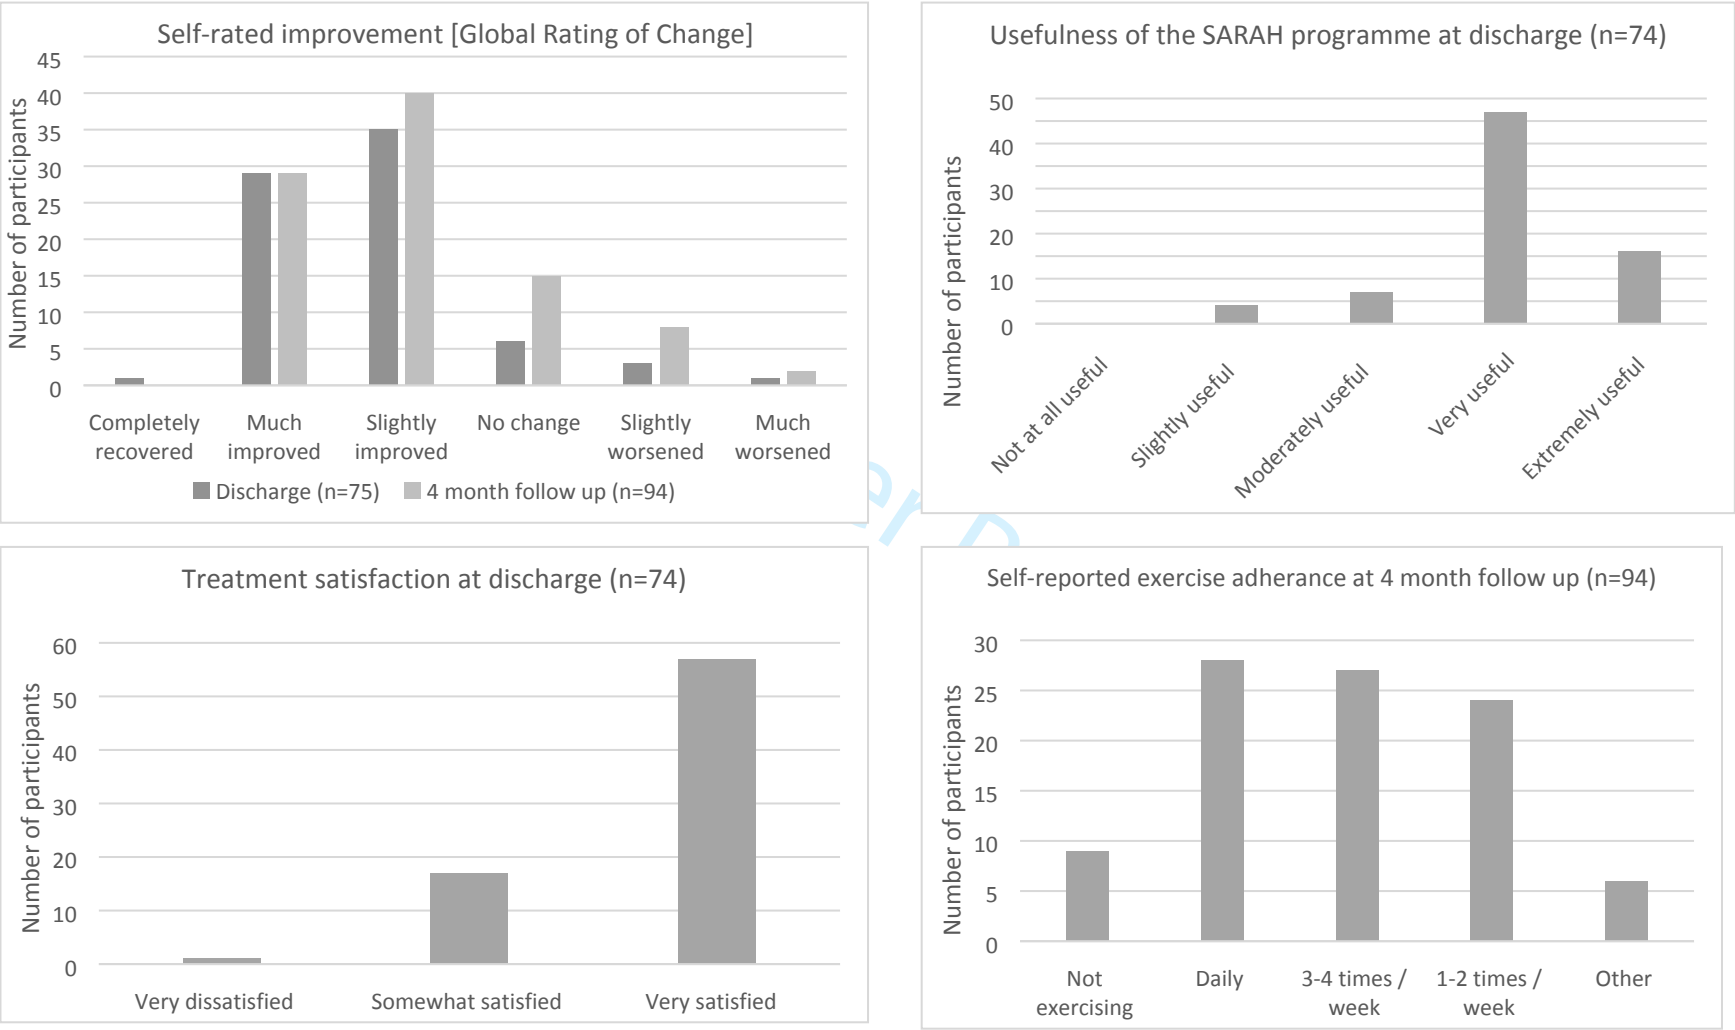 Self-rated improvement [Global Rating of Change]
Number of participants
45
40
35
30
25
20
15
10
5
0
Completely recovered
Much improved
Slightly improved
No change
Slightly worsened
Much worsened
Discharge (n=75)
4 month follow up (n=94)
Usefulness of the SARAH programme at discharge (n=74)
Number of participants
50
40
30
20
10
0
Not at all useful
Slightly useful
Moderately useful
Very useful
Extremely useful
Treatment satisfaction at discharge (n=74)
Number of participants
60
50
40
30
20
10
0
Very dissatisfied
Somewhat satisfied
Very satisfied
Self-reported exercise adherance at 4 month follow up (n=94)
Number of participants
30
25
20
15
10
5
0
Not exercising
Daily
3-4 times / week
1-2 times / week
Other